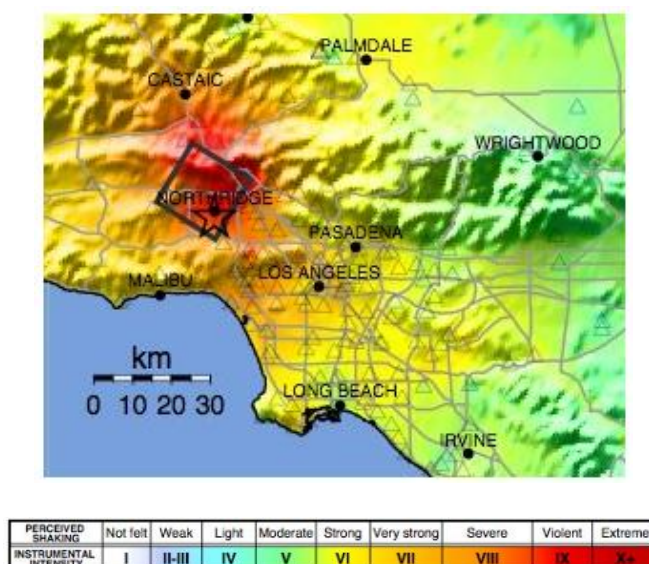 PALMDALE
CASTAIC
WRIGHTWOOD
NORTHRIDGE
PASADENA
LOS ANGELES
MALIBU
km
0 10 20 30
LONG BEACH
IRVINE
PERCEIVED SHAKING Not felt Weak Light Moderate Strong Very strong Severe Violent Extreme
INSTRUMENTAL INTENSITY I II-III IV V VI VII VIII IX X+